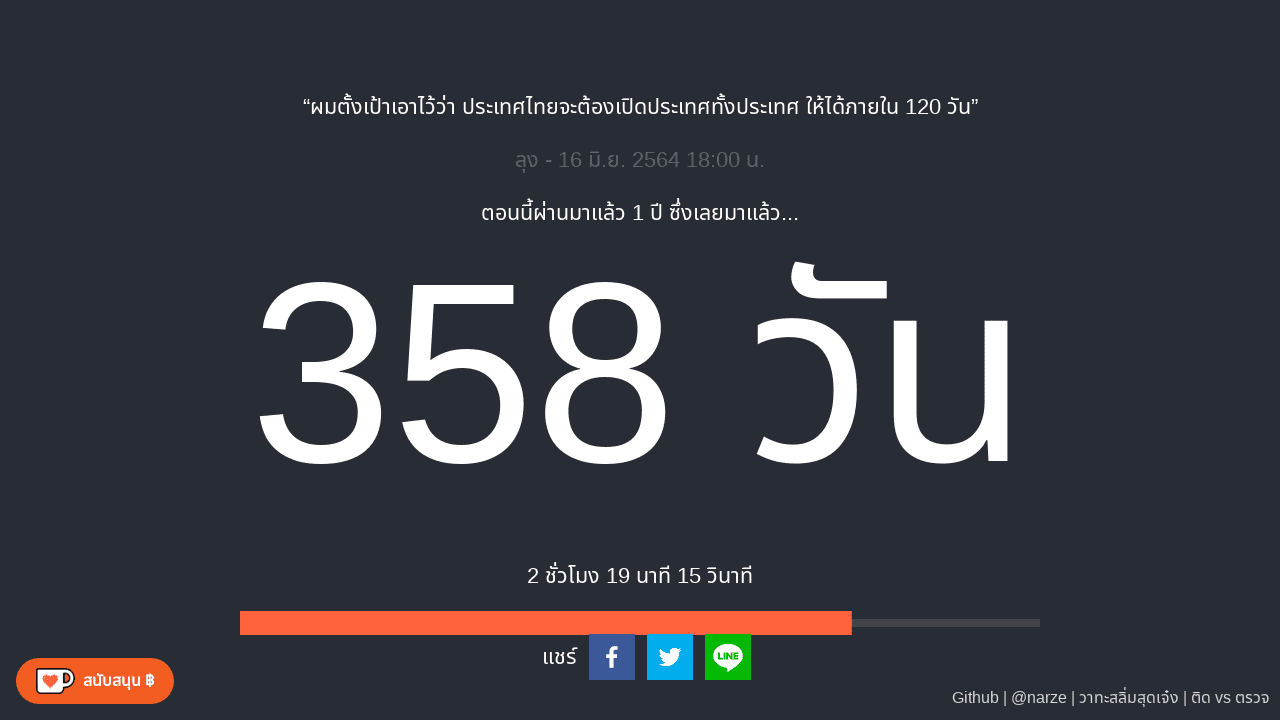 “ผมตั้งเป้าเอาไว้ว่า ประเทศไทยจะต้องเปิดประเทศทั้งประเทศ ให้ได้ภายใน 120 วัน”
ลุง - 16 มิ.ย. 2564 18:00 น.
ตอนนี้ผ่านมาแล้ว 1 ปี ซึ่งเลยมาแล้ว...
358 วัน
2 ชั่วโมง 19 นาที 15 วินาที
แชร์
LINE
สนับสนุน ฿
Github | @narze | วาทะสลิ่มสุดเจ๋ง | ติด vs ตรวจ